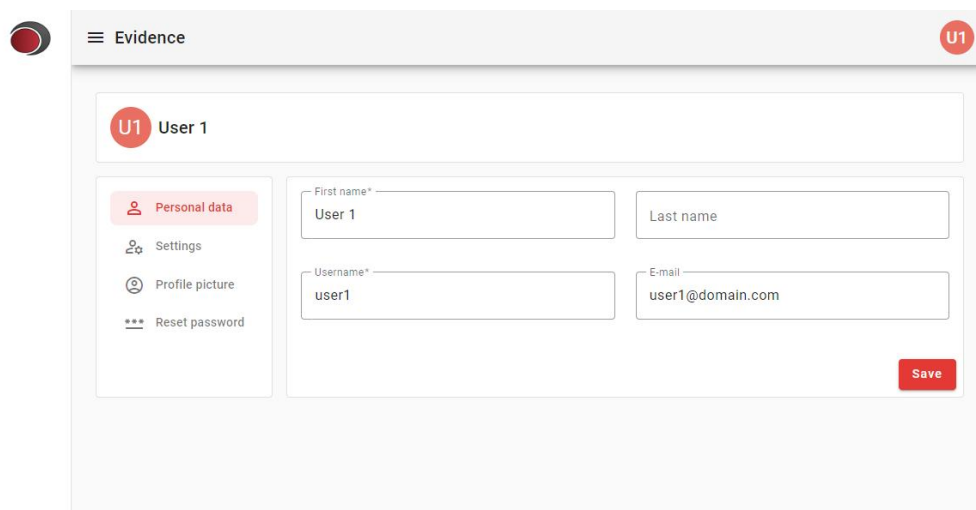 Evidence
U1
U1 User 1
Personal data
Settings
Profile picture
*** Reset password
First name*
User 1
Last name
Username*
user1
E-mail
user1@domain.com
Save